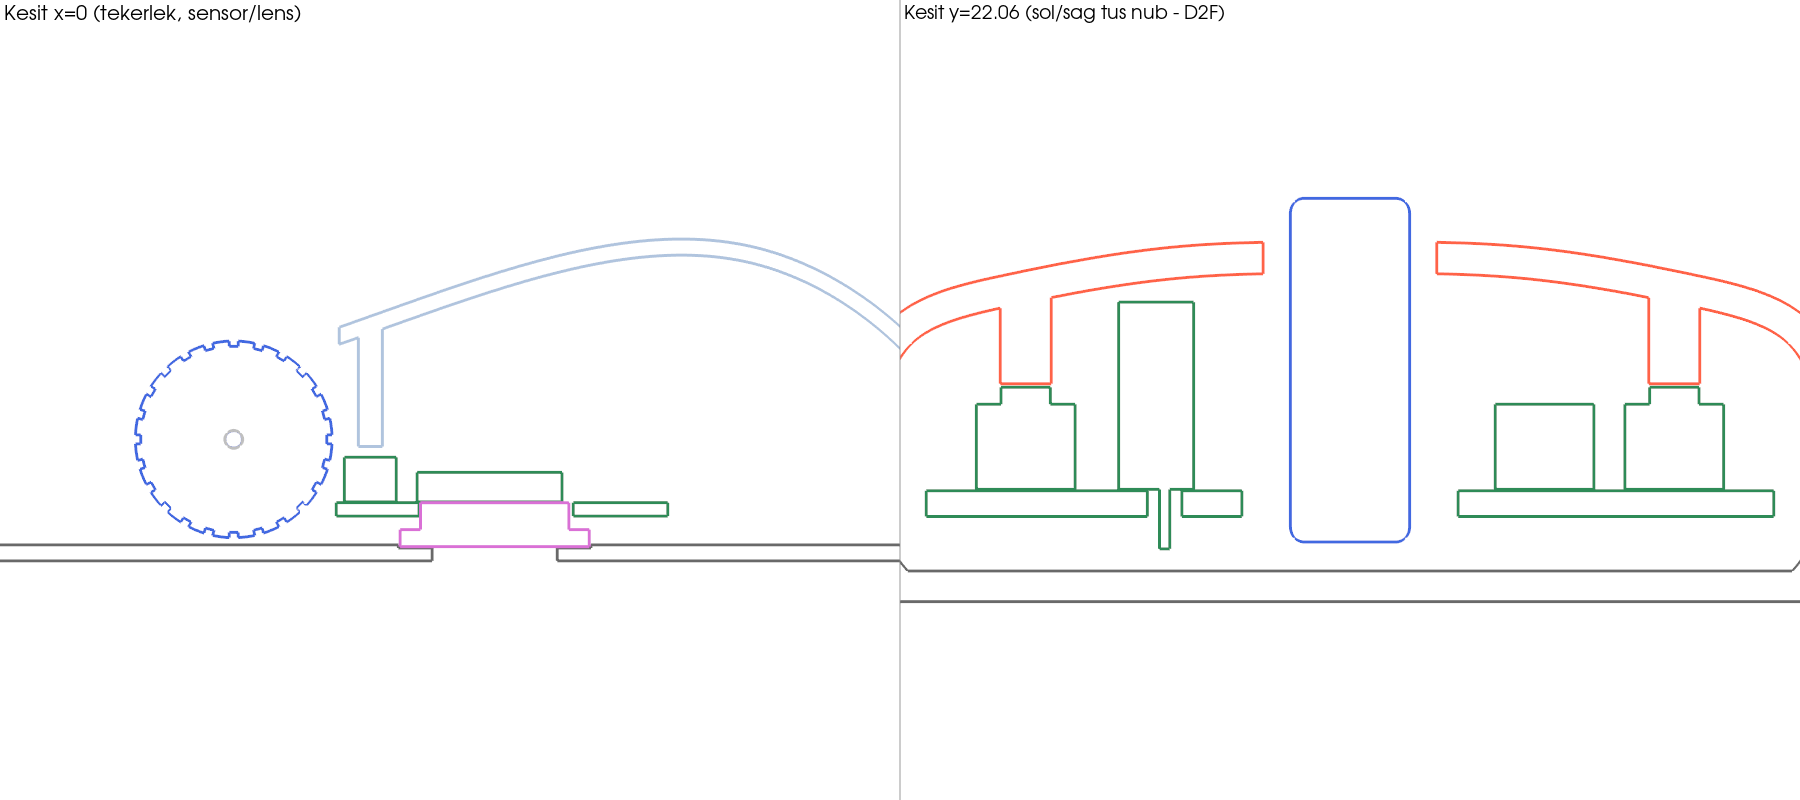 Kesit x=0 (tekerlek, sensor/lens)
Kesit y=22.06 (sol/sag tus nub - D2F)